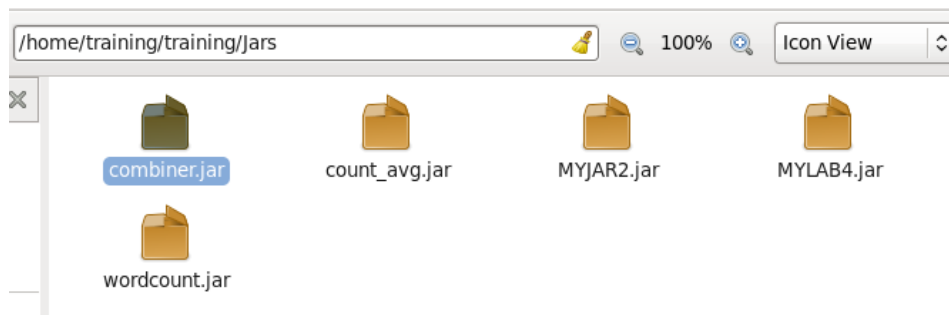 /home/training/training/Jars 100% Icon View
combiner.jar count_avg.jar MYJAR2.jar MYLAB4.jar
wordcount.jar